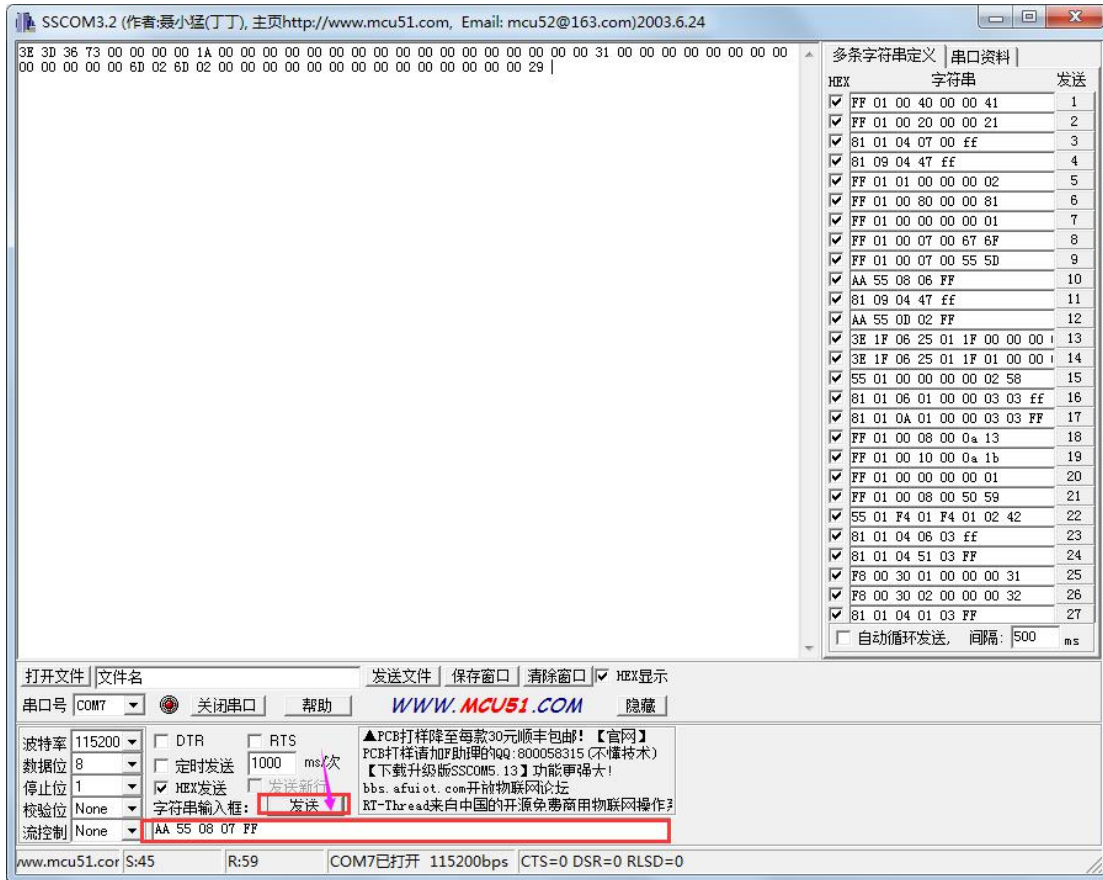 SSCOM3.2 (作者:聂小猛(丁丁), 主页http://www.mcu51.com, Email: mcu52@163.com)2003.6.24
3E 3D 36 73 00 00 00 00 1A 00 00 00 00 00 00 00 00 00 00 00 00 00 00 00 00 00 31 00 00 00 00 00 00 00 00
00 00 00 00 00 6D 02 6D 02 00 00 00 00 00 00 00 00 00 00 00 00 00 00 29
多条字符串定义 串口资料
HEX 字符串 发送
FF 01 00 40 00 00 41 1
FF 01 00 20 00 00 21 2
81 01 04 07 00 ff 3
81 09 04 47 ff 4
FF 01 01 00 00 00 02 5
FF 01 00 80 00 00 81 6
FF 01 00 00 00 00 01 7
FF 01 00 07 00 67 6F 8
FF 01 00 07 00 55 5D 9
AA 55 08 06 FF 10
81 09 04 47 ff 11
AA 55 0D 02 FF 12
3E 1F 06 25 01 1F 00 00 00 13
3E 1F 06 25 01 1F 01 00 00 14
55 01 00 00 00 00 02 58 15
81 01 06 01 00 00 03 03 ff 16
81 01 0A 01 00 00 03 03 FF 17
FF 01 00 08 00 0a 13 18
FF 01 00 10 00 0a 1b 19
FF 01 00 00 00 00 01 20
FF 01 00 08 00 50 59 21
55 01 F4 01 F4 01 02 42 22
81 01 04 06 03 ff 23
81 01 04 51 03 FF 24
F8 00 30 01 00 00 00 31 25
F8 00 30 02 00 00 00 32 26
81 01 04 01 03 FF 27
自动循环发送, 间隔: 500 ms
打开文件 文件名 发送文件 保存窗口 清除窗口 HEX显示
串口号 COM7 关闭串口 帮助 WWW.MCU51.COM 隐藏
波特率 115200 DTR RTS
数据位 8 定时发送 1000 ms/次
停止位 1 HEX发送 发送新行
校验位 None 字符串输入框: 发送
流控制 None AA 55 08 07 FF
▲PCB打样降至每款30元顺丰包邮!【官网】
PCB打样请加F助理的QQ:800058315(不懂技术)
【下载升级版SSCOM5.13】功能更强大!
bbs.afuiot.com开放物联网论坛
RT-Thread来自中国的开源免费商用物联网操作
www.mcu51.cor S:45 R:59 COM7已打开 115200bps CTS=0 DSR=0 RLSD=0